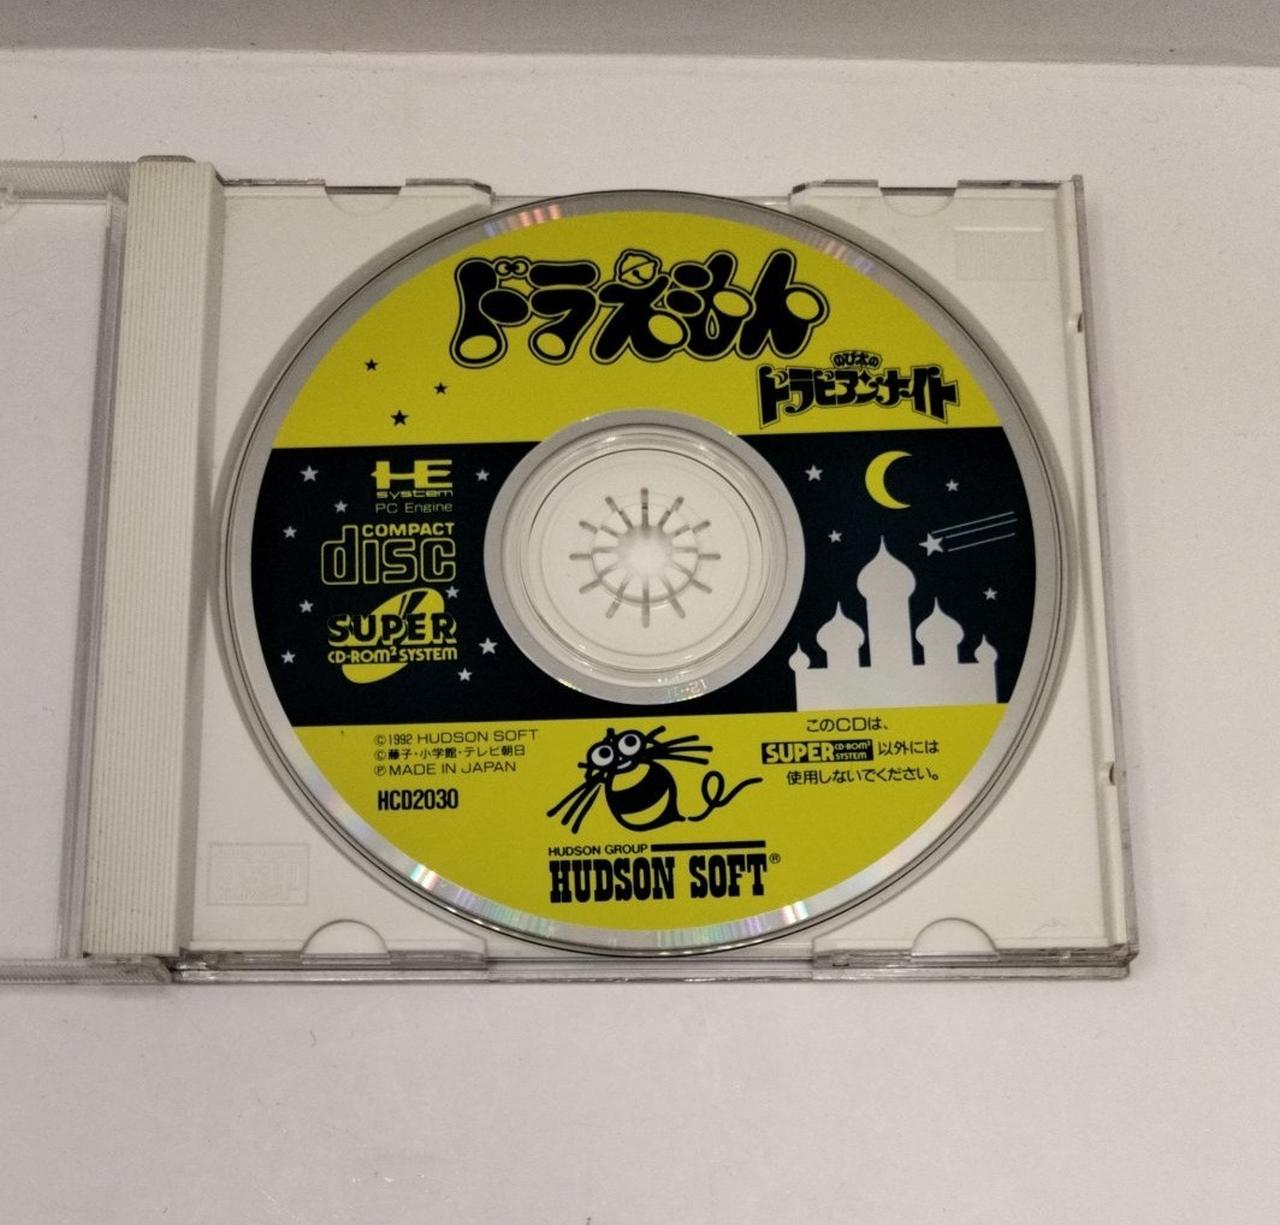 ドラえもん
のび太の
ドラビアンナイト
HE
system
PC Engine
COMPACT
disc
SUPER
CD-ROM² SYSTEM
©1992 HUDSON SOFT
©藤子・小学館・テレビ朝日
ⓅMADE IN JAPAN
HCD2030
このCDは、
SUPER CD-ROM² SYSTEM 以外には
使用しないでください。
HUDSON GROUP
HUDSON SOFT®